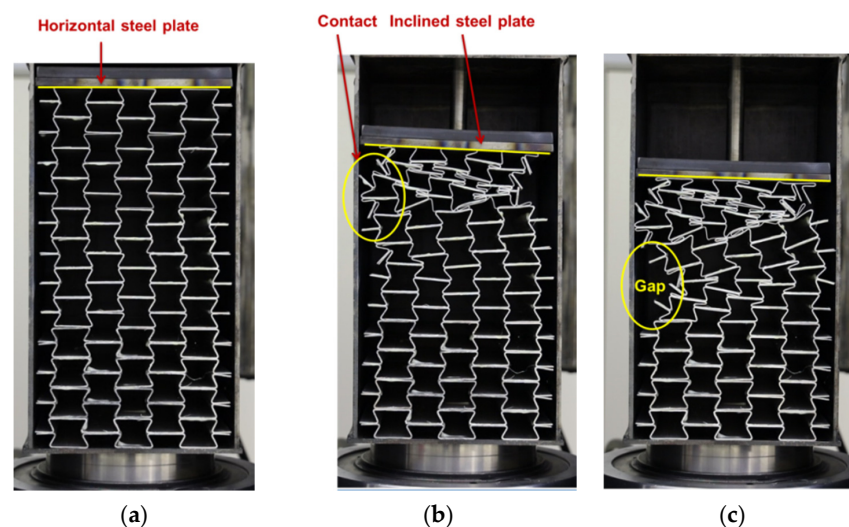 Horizontal steel plate
Contact Inclined steel plate
Gap
(a) (b) (c)